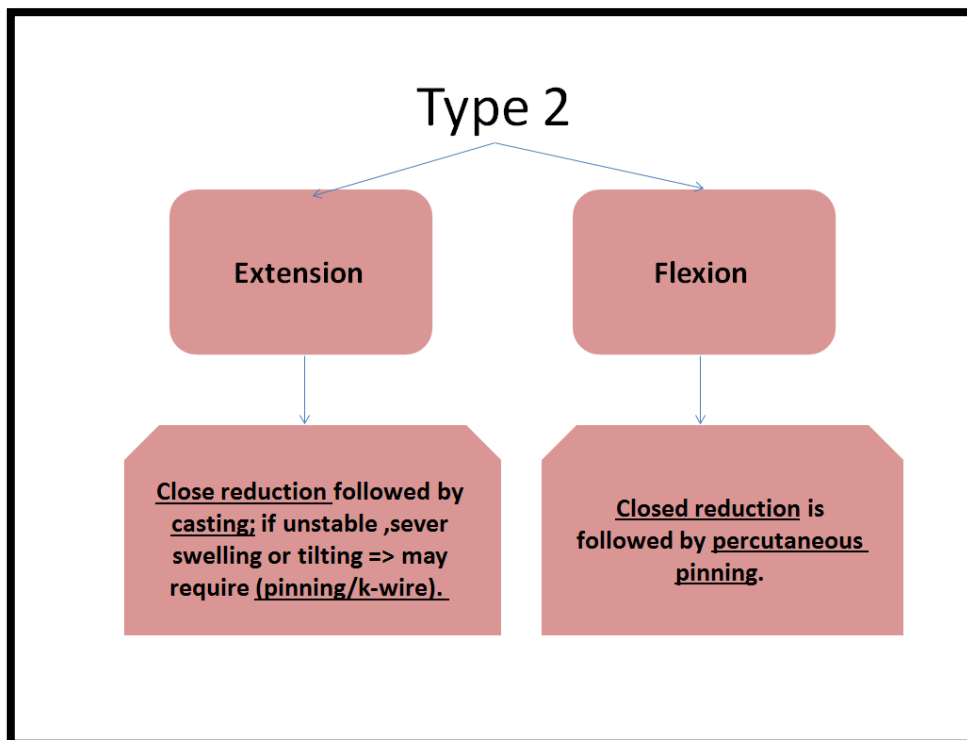 Type 2
Extension
Flexion
Close reduction followed by
casting; if unstable ,sever
swelling or tilting => may
require (pinning/k-wire).
Closed reduction is
followed by percutaneous
pinning.